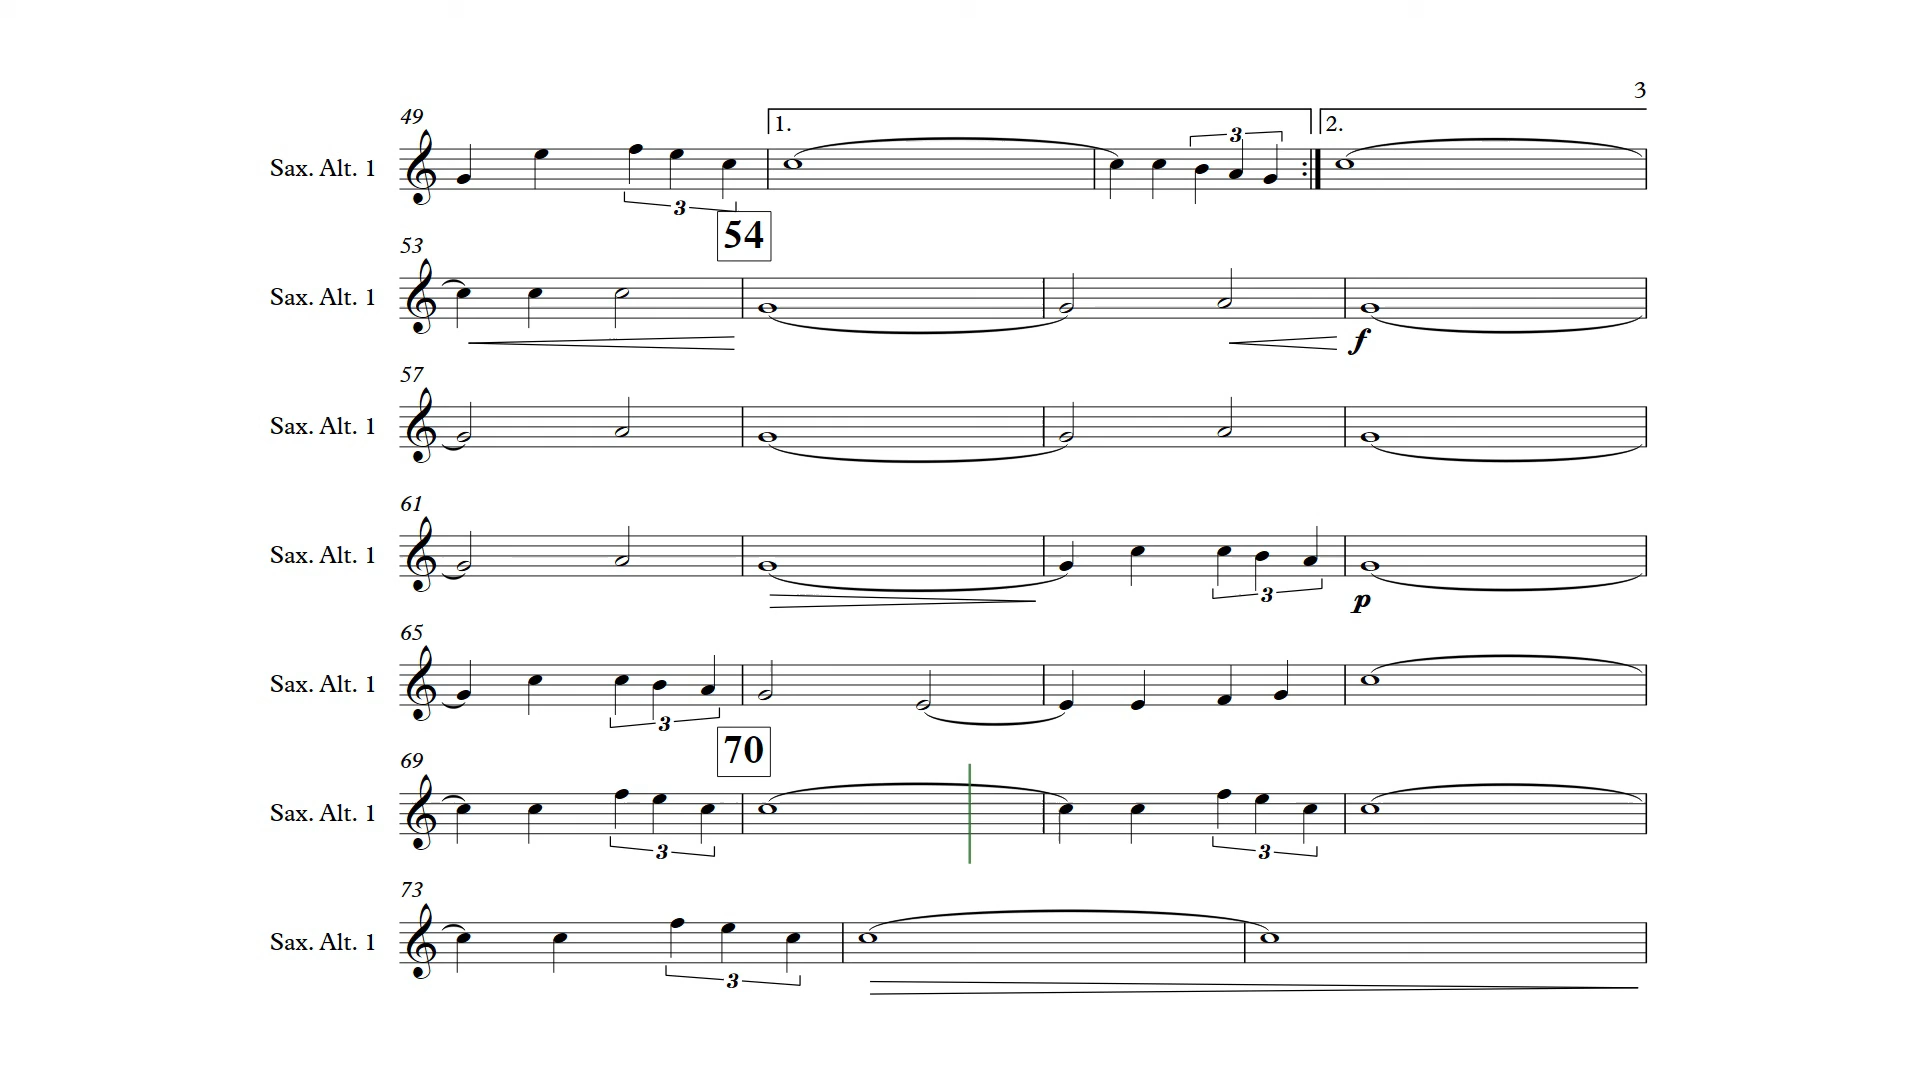 3
49
1.
2.
3
Sax. Alt. 1
3
54
53
Sax. Alt. 1
f
57
Sax. Alt. 1
61
Sax. Alt. 1
3
p
65
Sax. Alt. 1
3
70
69
Sax. Alt. 1
3
3
73
Sax. Alt. 1
3